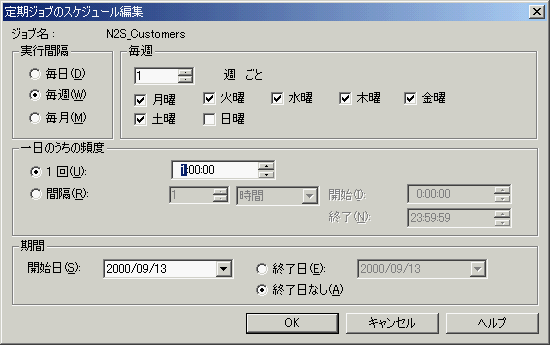 定期ジョブのスケジュール編集
ジョブ名： N2S_Customers
実行間隔
毎日(D)
毎週(W)
毎月(M)
毎週
1 週 ごと
月曜 火曜 水曜 木曜 金曜
土曜 日曜
一日のうちの頻度
1 回(U): 1:00:00
間隔(R): 1 時間 開始(I): 0:00:00
終了(N): 23:59:59
期間
開始日(S): 2000/09/13 終了日(E): 2000/09/13
終了日なし(A)
OK キャンセル ヘルプ